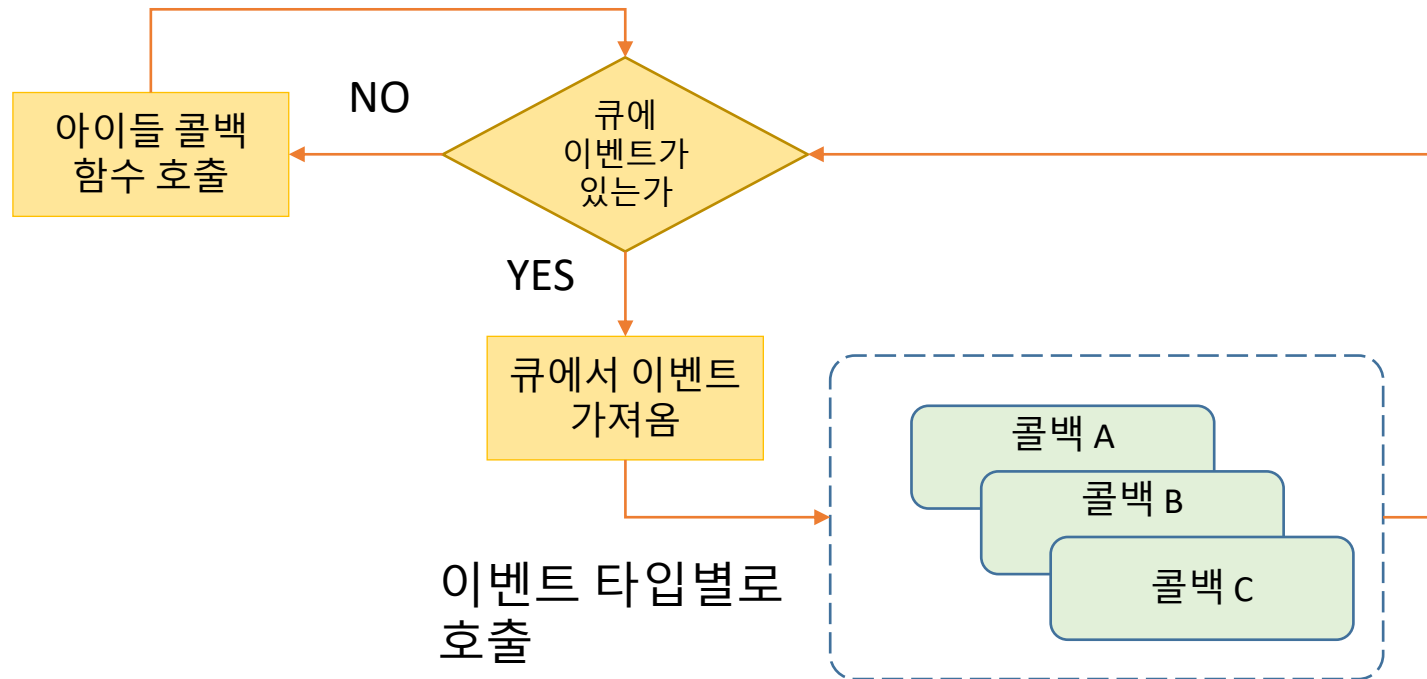 NO
큐에
이벤트가
있는가
아이들 콜백
함수 호출
YES
큐에서 이벤트
가져옴
콜백 A
콜백 B
콜백 C
이벤트 타입별로
호출